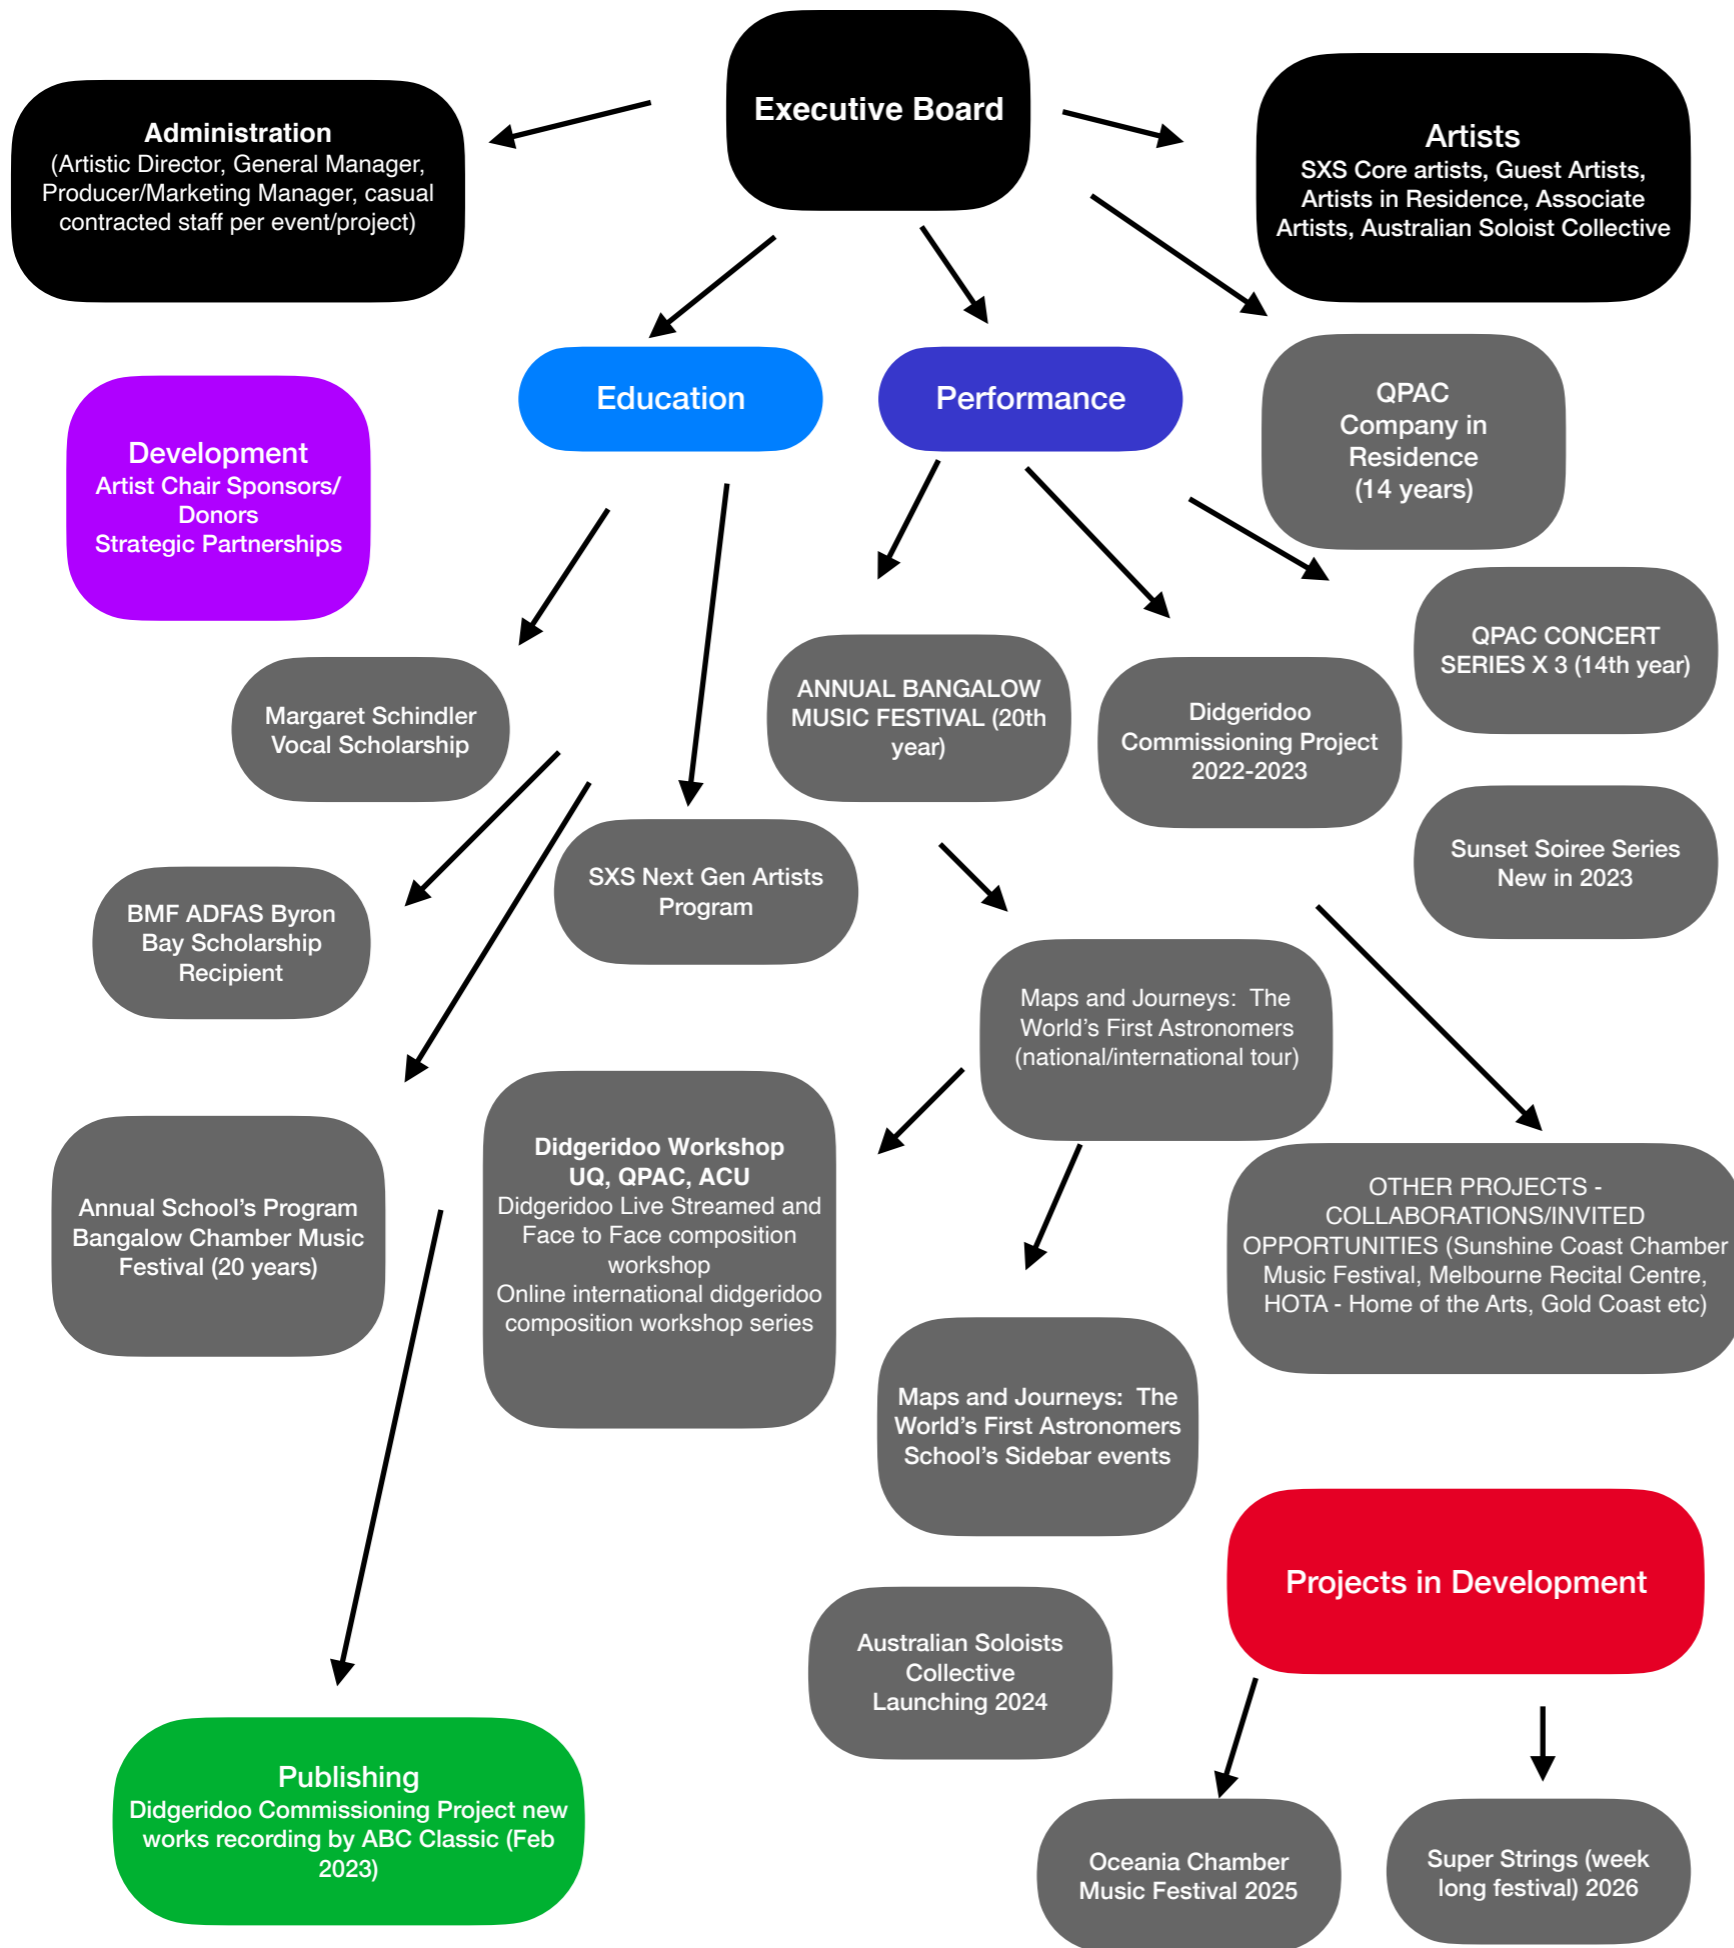 Executive Board
Administration
(Artistic Director, General Manager,
Producer/Marketing Manager, casual
contracted staff per event/project)
Artists
SXS Core artists, Guest Artists,
Artists in Residence, Associate
Artists, Australian Soloist Collective
Education
Performance
QPAC
Company in
Residence
(14 years)
Development
Artist Chair Sponsors/
Donors
Strategic Partnerships
QPAC CONCERT
SERIES X 3 (14th year)
Margaret Schindler
Vocal Scholarship
ANNUAL BANGALOW
MUSIC FESTIVAL (20th
year)
Didgeridoo
Commissioning Project
2022-2023
Sunset Soiree Series
New in 2023
SXS Next Gen Artists
Program
BMF ADFAS Byron
Bay Scholarship
Recipient
Maps and Journeys:  The
World’s First Astronomers
(national/international tour)
Annual School’s Program
Bangalow Chamber Music
Festival (20 years)
Didgeridoo Workshop
UQ, QPAC, ACU
Didgeridoo Live Streamed and
Face to Face composition
workshop
Online international didgeridoo
composition workshop series
OTHER PROJECTS -
COLLABORATIONS/INVITED
OPPORTUNITIES (Sunshine Coast Chamber
Music Festival, Melbourne Recital Centre,
HOTA - Home of the Arts, Gold Coast etc)
Maps and Journeys:  The
World’s First Astronomers
School’s Sidebar events
Projects in Development
Australian Soloists
Collective
Launching 2024
Publishing
Didgeridoo Commissioning Project new
works recording by ABC Classic (Feb
2023)
Oceania Chamber
Music Festival 2025
Super Strings (week
long festival) 2026